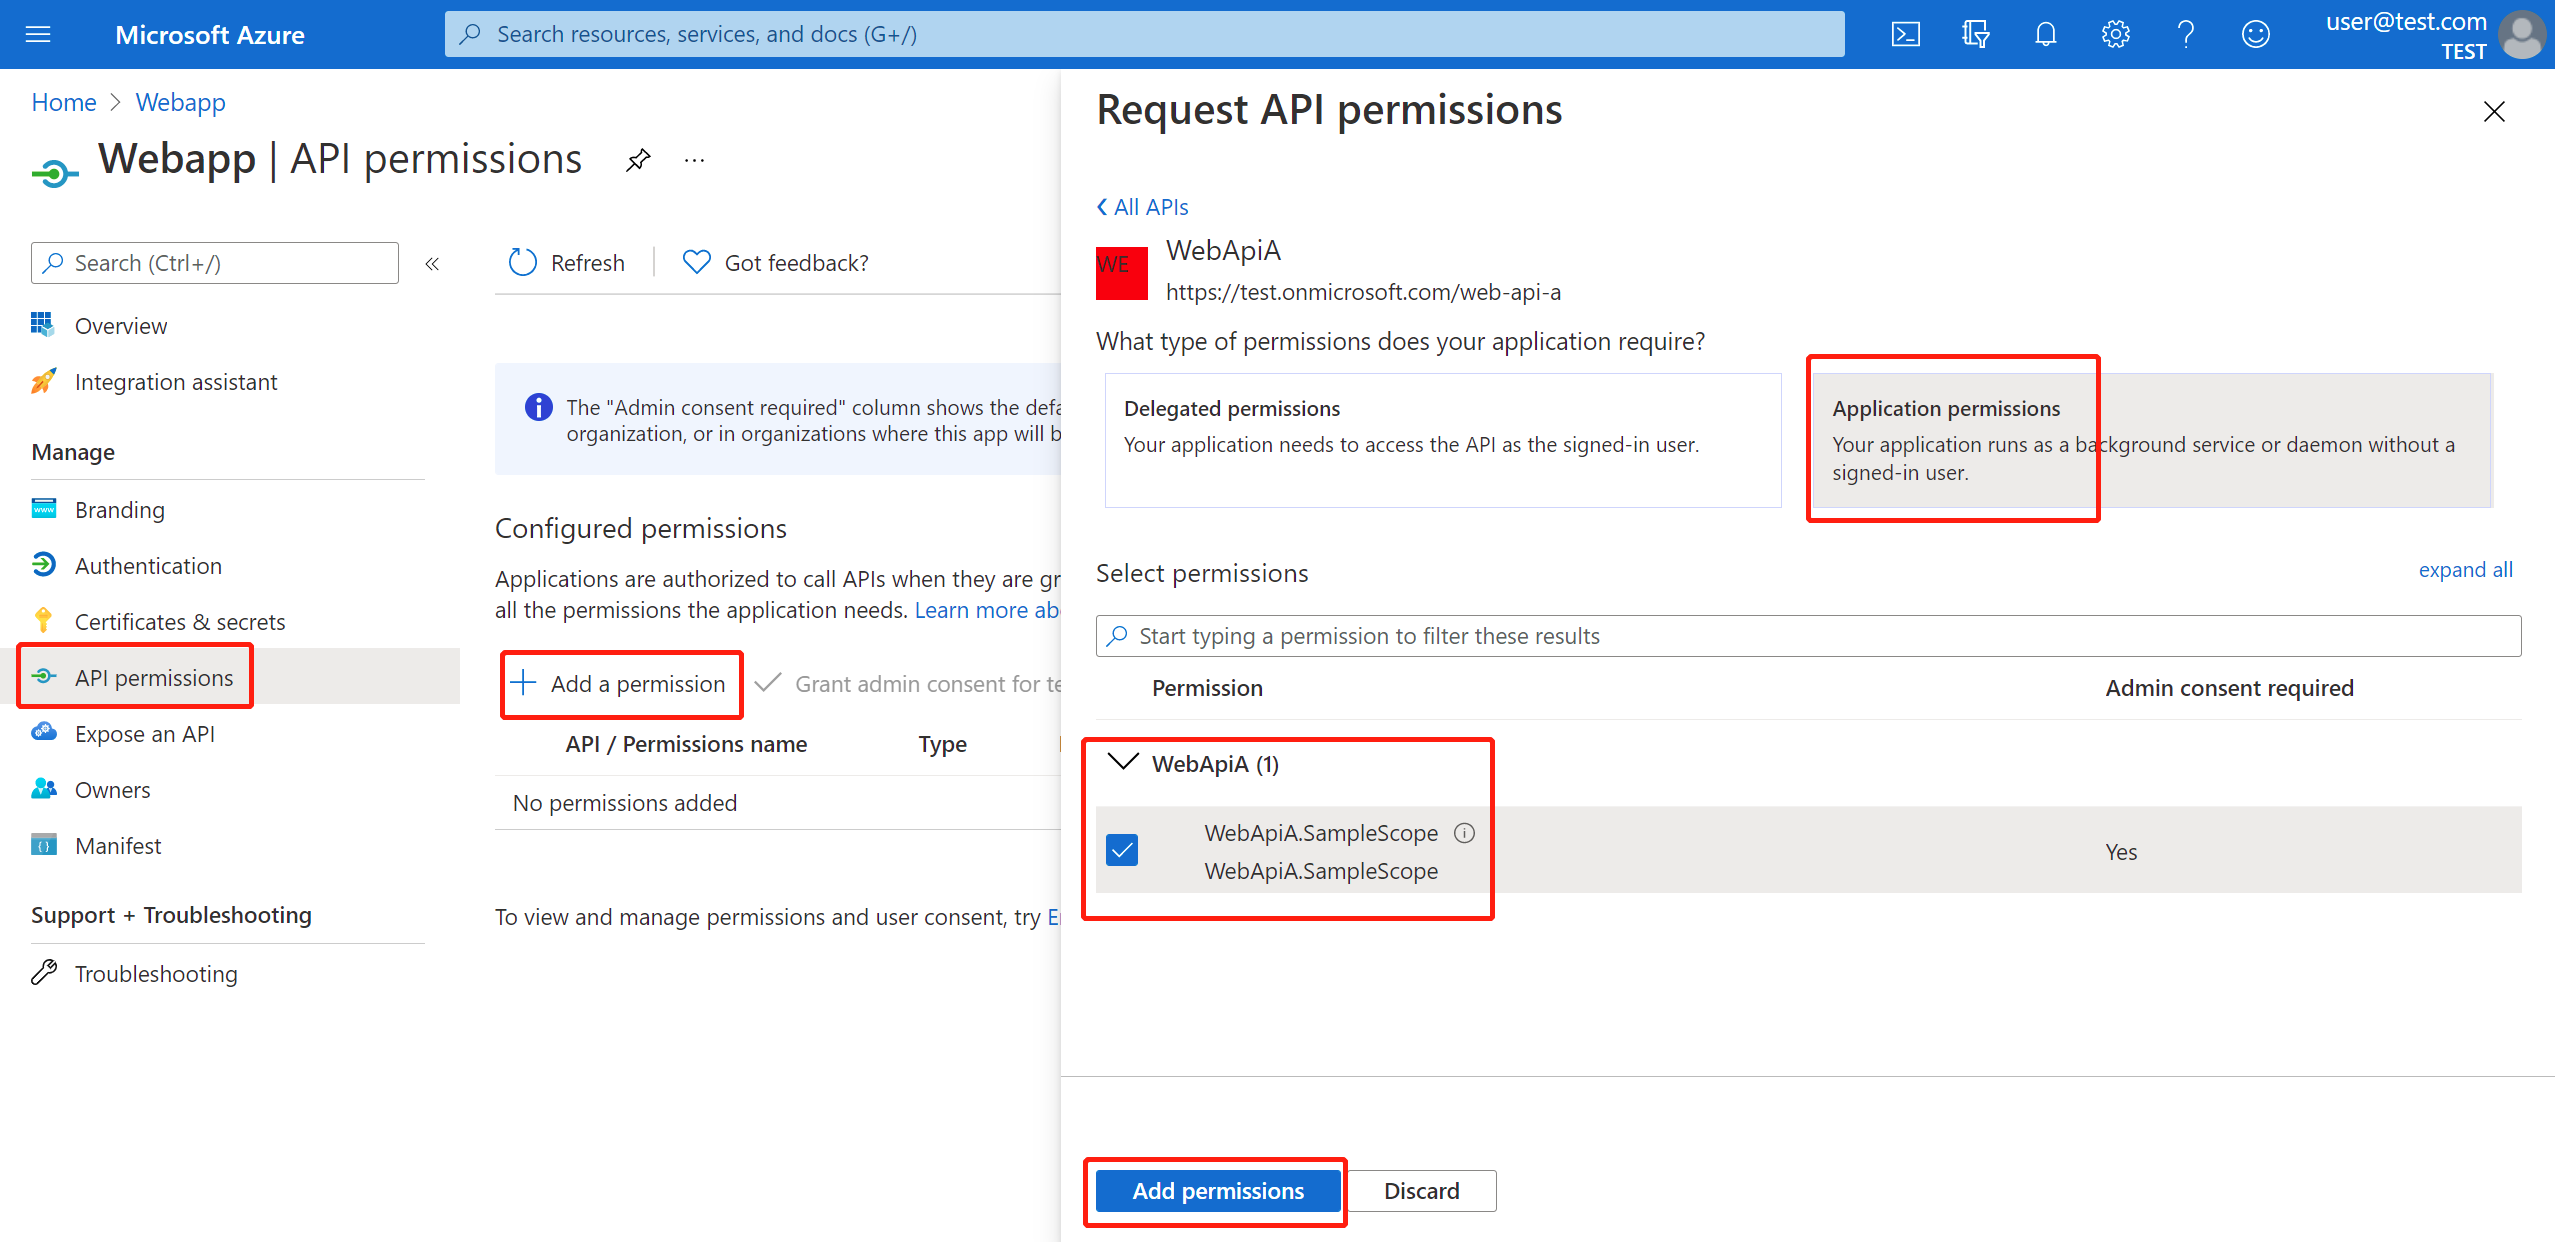 Microsoft Azure
Search resources, services, and docs (G+/)
user@test.com
TEST
Home
Webapp
Webapp | API permissions
Search (Ctrl+/)
Overview
Integration assistant
Manage
Branding
www
Authentication
Certificates & secrets
API permissions
Expose an API
Owners
Manifest
Support + Troubleshooting
Troubleshooting
Refresh
Got feedback?
The "Admin consent required" column shows the defa
organization, or in organizations where this app will b
Configured permissions
Applications are authorized to call APIs when they are gr
all the permissions the application needs. Learn more ab
Add a permission
Grant admin consent for te
API / Permissions name
Type
No permissions added
To view and manage permissions and user consent, try E
Request API permissions
All APIs
WE
WebApiA
https://test.onmicrosoft.com/web-api-a
What type of permissions does your application require?
Delegated permissions
Your application needs to access the API as the signed-in user.
Application permissions
Your application runs as a background service or daemon without a
signed-in user.
Select permissions
expand all
Start typing a permission to filter these results
Permission
Admin consent required
WebApiA (1)
WebApiA.SampleScope
WebApiA.SampleScope
Yes
Add permissions
Discard